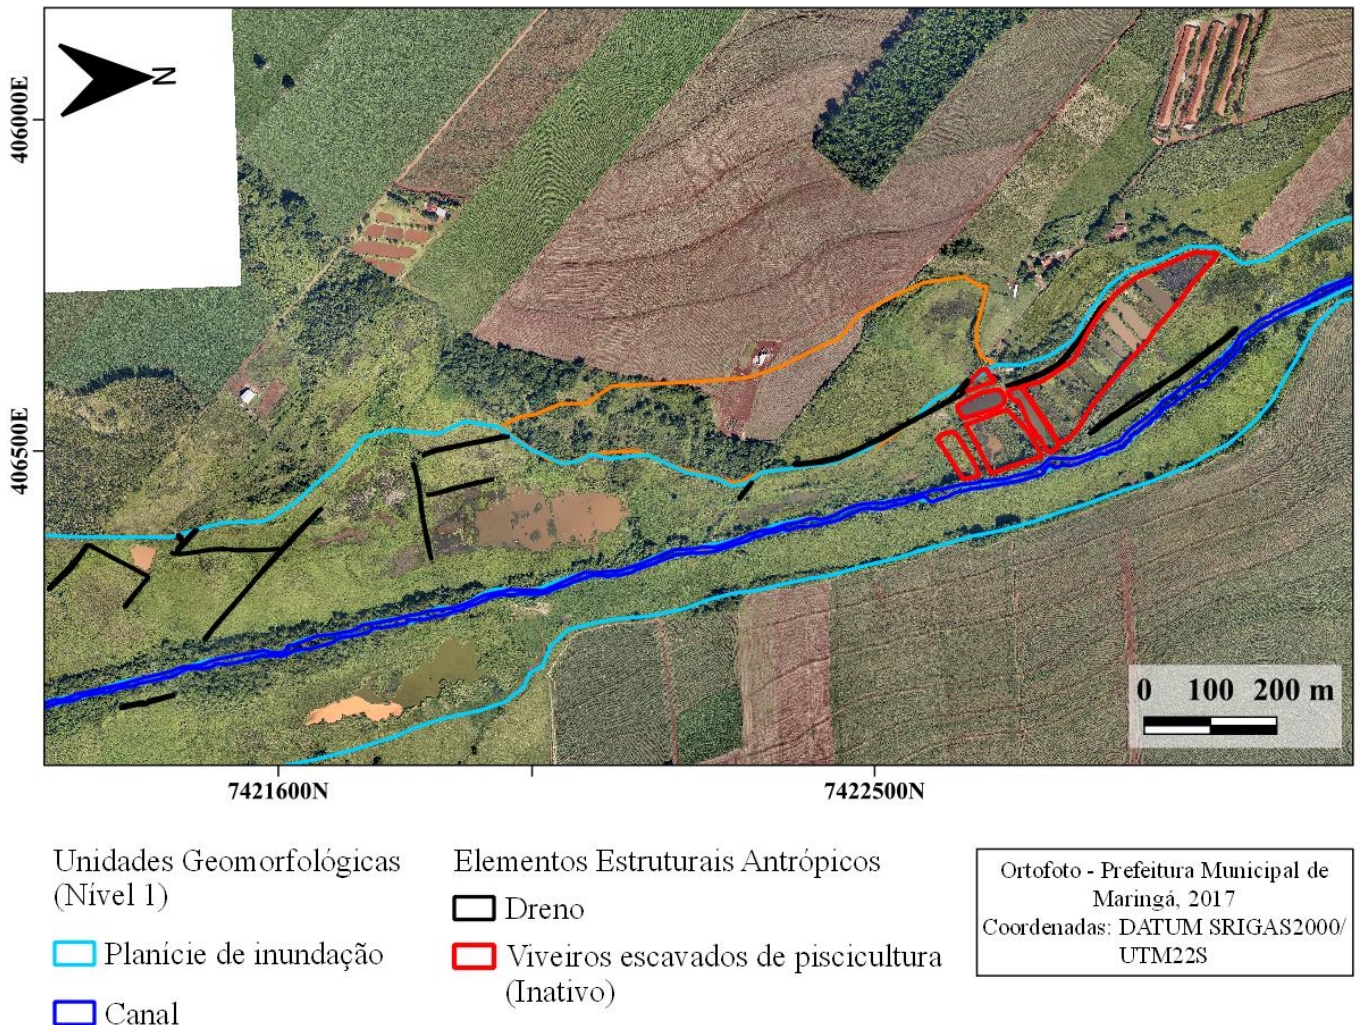 N
406000E
406500E
0 100 200 m
7421600N
7422500N
Unidades Geomorfológicas
(Nível 1)
Planície de inundação
Canal
Elementos Estruturais Antrópicos
Dreno
Viveiros escavados de piscicultura
(Inativo)
Ortofoto - Prefeitura Municipal de
Maringá, 2017
Coordenadas: DATUM SRIGAS2000/
UTM22S